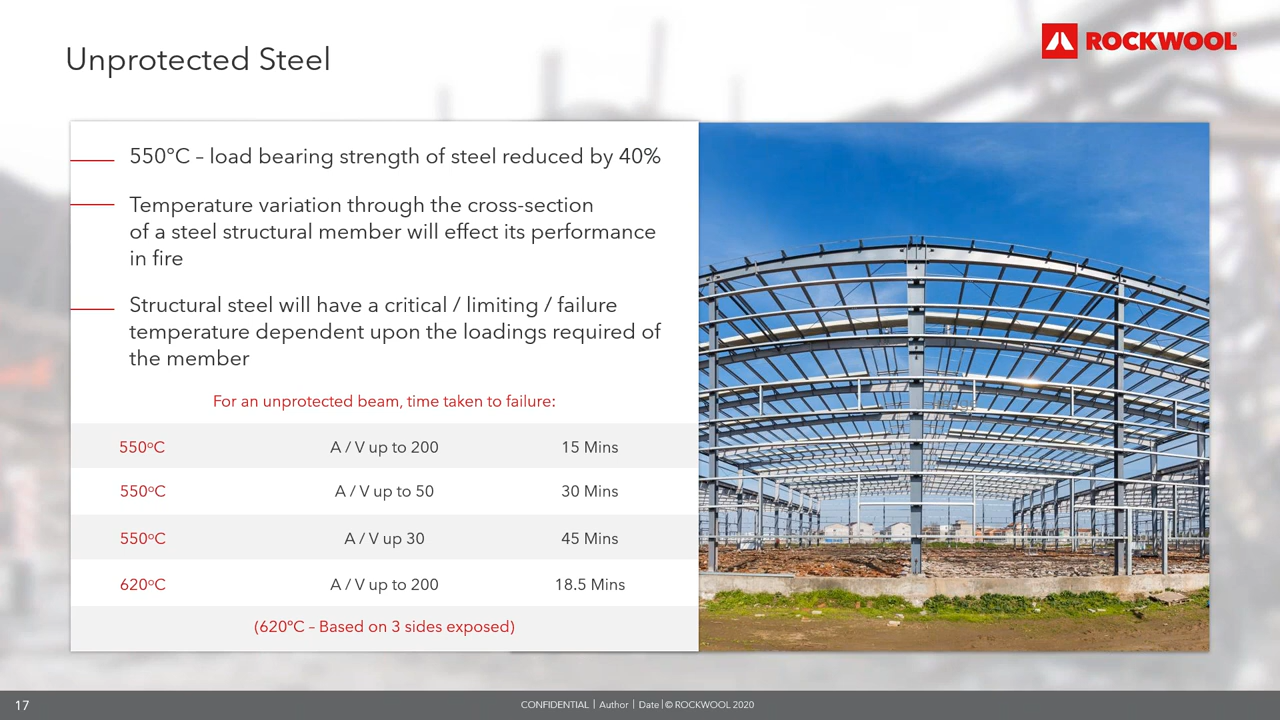 Unprotected Steel
ROCKWOOL®
550°C – load bearing strength of steel reduced by 40%
Temperature variation through the cross-section
of a steel structural member will effect its performance
in fire
Structural steel will have a critical / limiting / failure
temperature dependent upon the loadings required of
the member
For an unprotected beam, time taken to failure:
550ºC A / V up to 200 15 Mins
550ºC A / V up to 50 30 Mins
550ºC A / V up 30 45 Mins
620ºC A / V up to 200 18.5 Mins
(620°C – Based on 3 sides exposed)
17
CONFIDENTIAL | Author | Date | © ROCKWOOL 2020